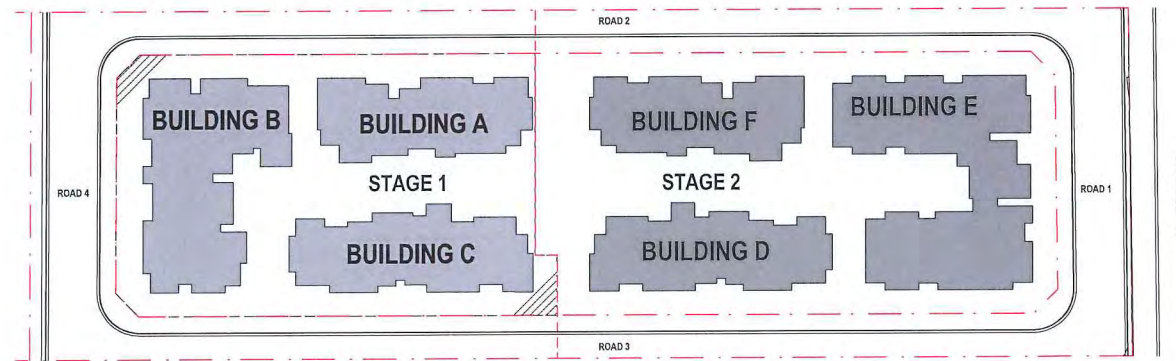 ROAD 2
BUILDING B
BUILDING A
BUILDING F
BUILDING E
ROAD 4
STAGE 1
STAGE 2
ROAD 1
BUILDING C
BUILDING D
ROAD 3